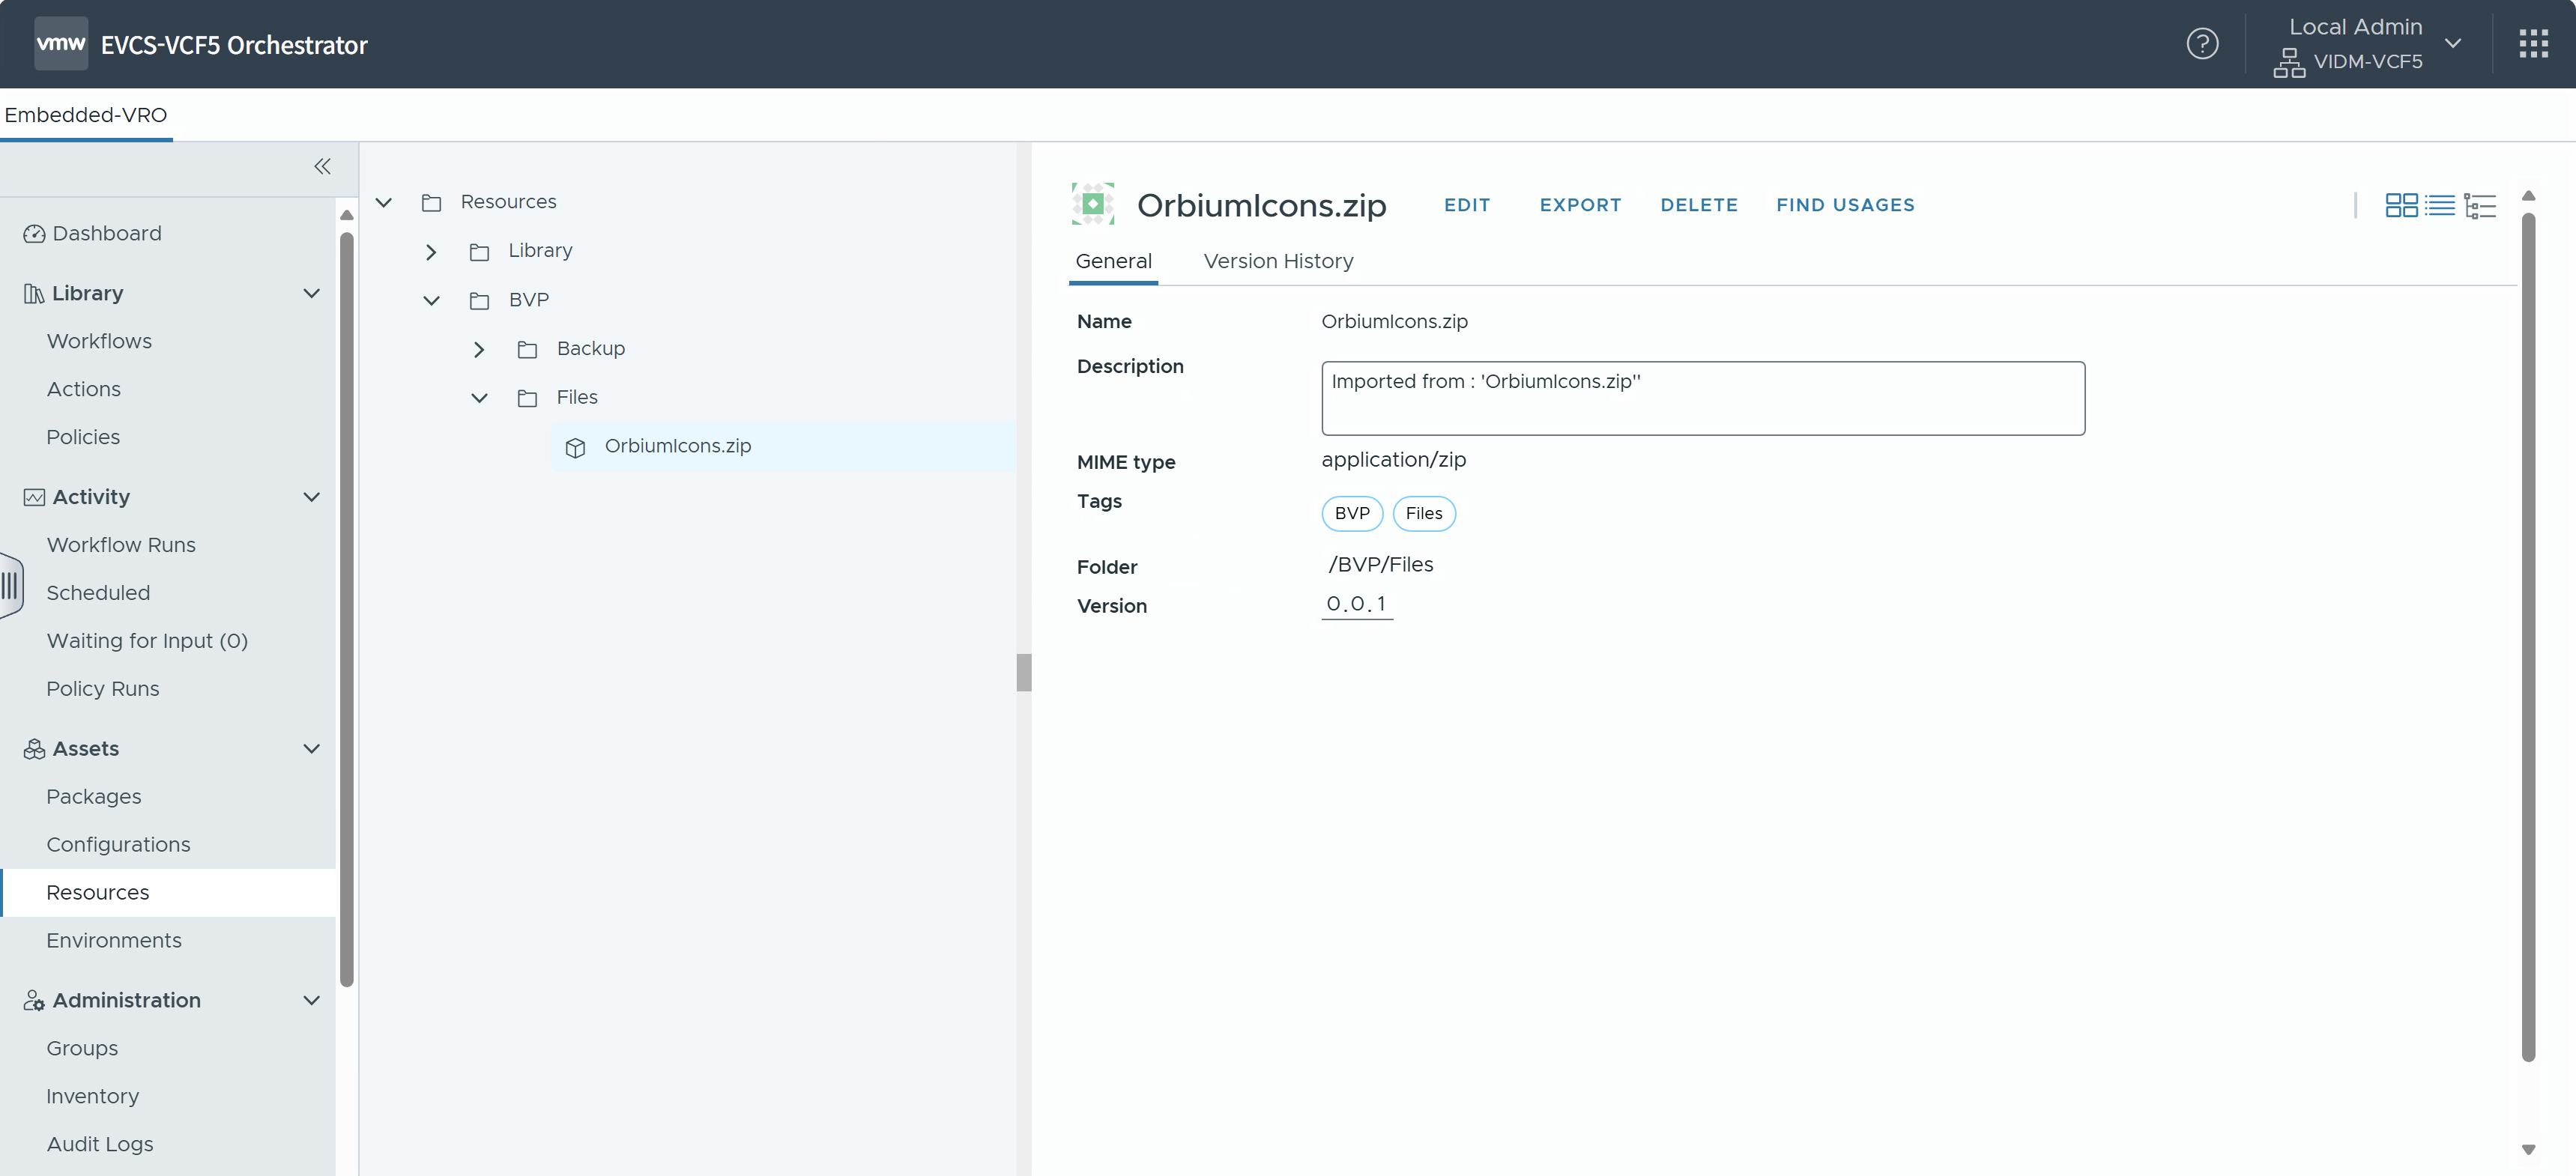 vmw EVCS-VCF5 Orchestrator
Local Admin
VIDM-VCF5
Embedded-VRO
Dashboard
Library
Workflows
Actions
Policies
Activity
Workflow Runs
Scheduled
Waiting for Input (0)
Policy Runs
Assets
Packages
Configurations
Resources
Environments
Administration
Groups
Inventory
Audit Logs
Resources
Library
BVP
Backup
Files
OrbiumIcons.zip
OrbiumIcons.zip EDIT EXPORT DELETE FIND USAGES
General Version History
Name OrbiumIcons.zip
Description Imported from : 'OrbiumIcons.zip''
MIME type application/zip
Tags BVP Files
Folder /BVP/Files
Version 0.0.1